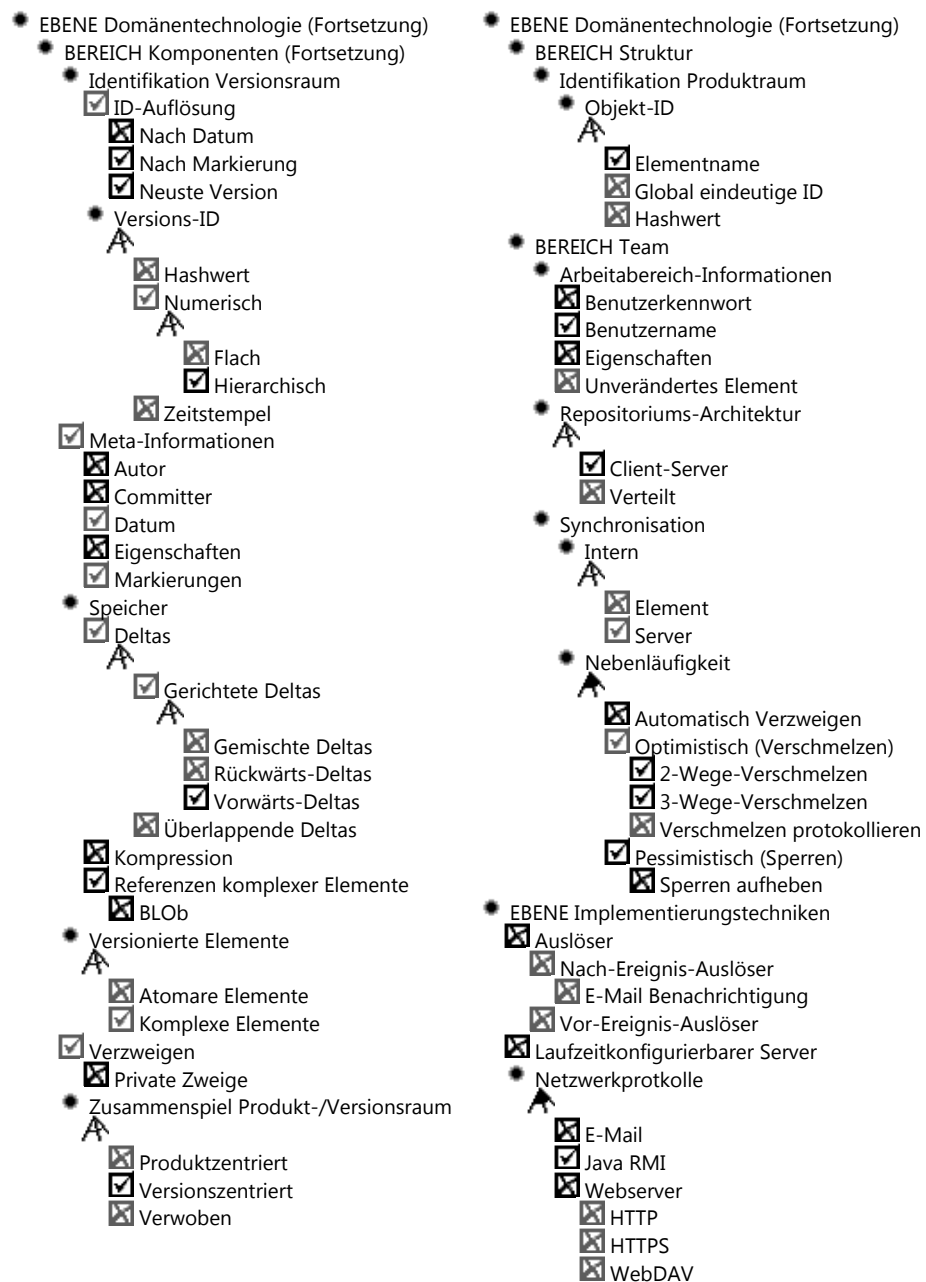 EBENE Domänentechnologie (Fortsetzung)
BEREICH Komponenten (Fortsetzung)
Identifikation Versionsraum
ID-Auflösung
Nach Datum
Nach Markierung
Neuste Version
Versions-ID
Hashwert
Numerisch
Flach
Hierarchisch
Zeitstempel
Meta-Informationen
Autor
Committer
Datum
Eigenschaften
Markierungen
Speicher
Deltas
Gerichtete Deltas
Gemischte Deltas
Rückwärts-Deltas
Vorwärts-Deltas
Überlappende Deltas
Kompression
Referenzen komplexer Elemente
BLOb
Versionierte Elemente
Atomare Elemente
Komplexe Elemente
Verzweigen
Private Zweige
Zusammenspiel Produkt-/Versionsraum
Produktzentriert
Versionszentriert
Verwoben
EBENE Domänentechnologie (Fortsetzung)
BEREICH Struktur
Identifikation Produktraum
Objekt-ID
Elementname
Global eindeutige ID
Hashwert
BEREICH Team
Arbeitabereich-Informationen
Benutzerkennwort
Benutzername
Eigenschaften
Unverändertes Element
Repositoriums-Architektur
Client-Server
Verteilt
Synchronisation
Intern
Element
Server
Nebenläufigkeit
Automatisch Verzweigen
Optimistisch (Verschmelzen)
2-Wege-Verschmelzen
3-Wege-Verschmelzen
Verschmelzen protokollieren
Pessimistisch (Sperren)
Sperren aufheben
EBENE Implementierungstechniken
Auslöser
Nach-Ereignis-Auslöser
E-Mail Benachrichtigung
Vor-Ereignis-Auslöser
Laufzeitkonfigurierbarer Server
Netzwerkprotkolle
E-Mail
Java RMI
Webserver
HTTP
HTTPS
WebDAV